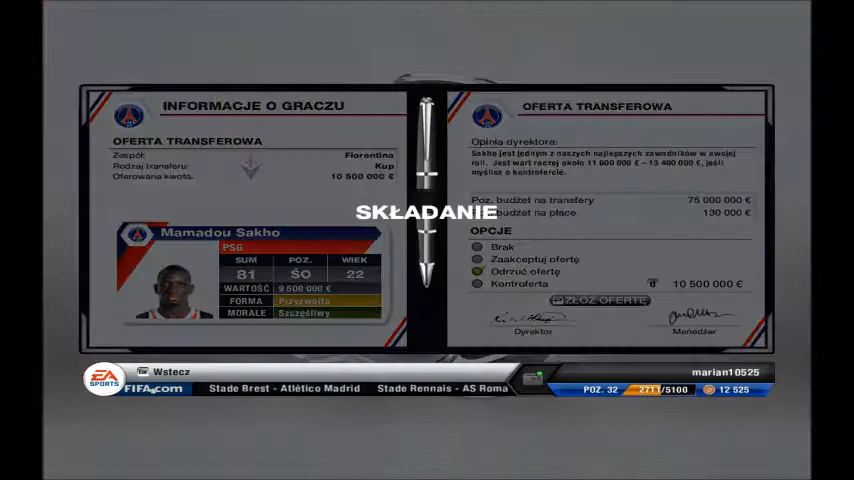 INFORMACJE O GRACZU
OFERTA TRANSFEROWA
Zespół: Fiorentina
Rodzaj transferu: Kup
Oferowana kwota: 10 500 000 €
Mamadou Sakho
PSG
SUM POZ. WIEK
81 ŚO 22
WARTOŚĆ 9 500 000 €
FORMA Przyzwoita
MORALE Szczęśliwy
SKŁADANIE
OFERTA TRANSFEROWA
Opinia dyrektora:
Sakho jest jednym z naszych najlepszych zawodników w swojej
roli. Jest wart raczej około 11 600 000 € – 13 400 000 €, jeśli
myślisz o kontrofercie.
Poz. budżet na transfery 75 000 000 €
budżet na płace 130 000 €
OPCJE
Brak
Zaakceptuj ofertę
Odrzuć ofertę
Kontroferta d 10 500 000 €
ZŁÓŻ OFERTĘ
Dyrektor Menedżer
EA SPORTS
Wstecz
marian10525
FIFA.com Stade Brest - Atlético Madrid Stade Rennais - AS Roma
POZ. 32 2711/5100 12 525